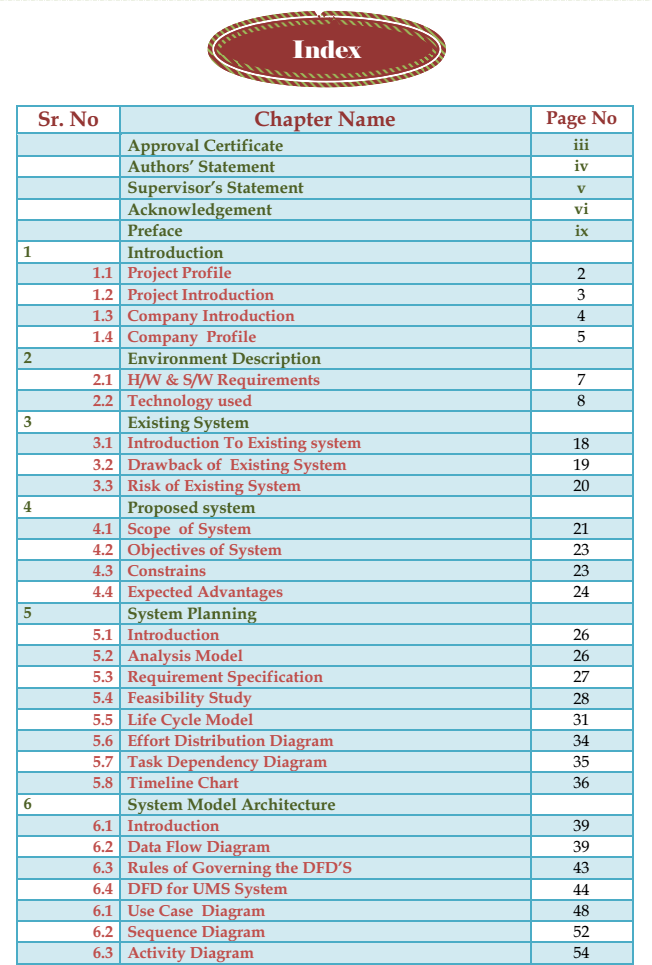 Index
Sr. No Chapter Name Page No
Approval Certificate iii
Authors’ Statement iv
Supervisor’s Statement v
Acknowledgement vi
Preface ix
1 Introduction
1.1 Project Profile 2
1.2 Project Introduction 3
1.3 Company Introduction 4
1.4 Company Profile 5
2 Environment Description
2.1 H/W & S/W Requirements 7
2.2 Technology used 8
3 Existing System
3.1 Introduction To Existing system 18
3.2 Drawback of Existing System 19
3.3 Risk of Existing System 20
4 Proposed system
4.1 Scope of System 21
4.2 Objectives of System 23
4.3 Constrains 23
4.4 Expected Advantages 24
5 System Planning
5.1 Introduction 26
5.2 Analysis Model 26
5.3 Requirement Specification 27
5.4 Feasibility Study 28
5.5 Life Cycle Model 31
5.6 Effort Distribution Diagram 34
5.7 Task Dependency Diagram 35
5.8 Timeline Chart 36
6 System Model Architecture
6.1 Introduction 39
6.2 Data Flow Diagram 39
6.3 Rules of Governing the DFD’S 43
6.4 DFD for UMS System 44
6.1 Use Case Diagram 48
6.2 Sequence Diagram 52
6.3 Activity Diagram 54